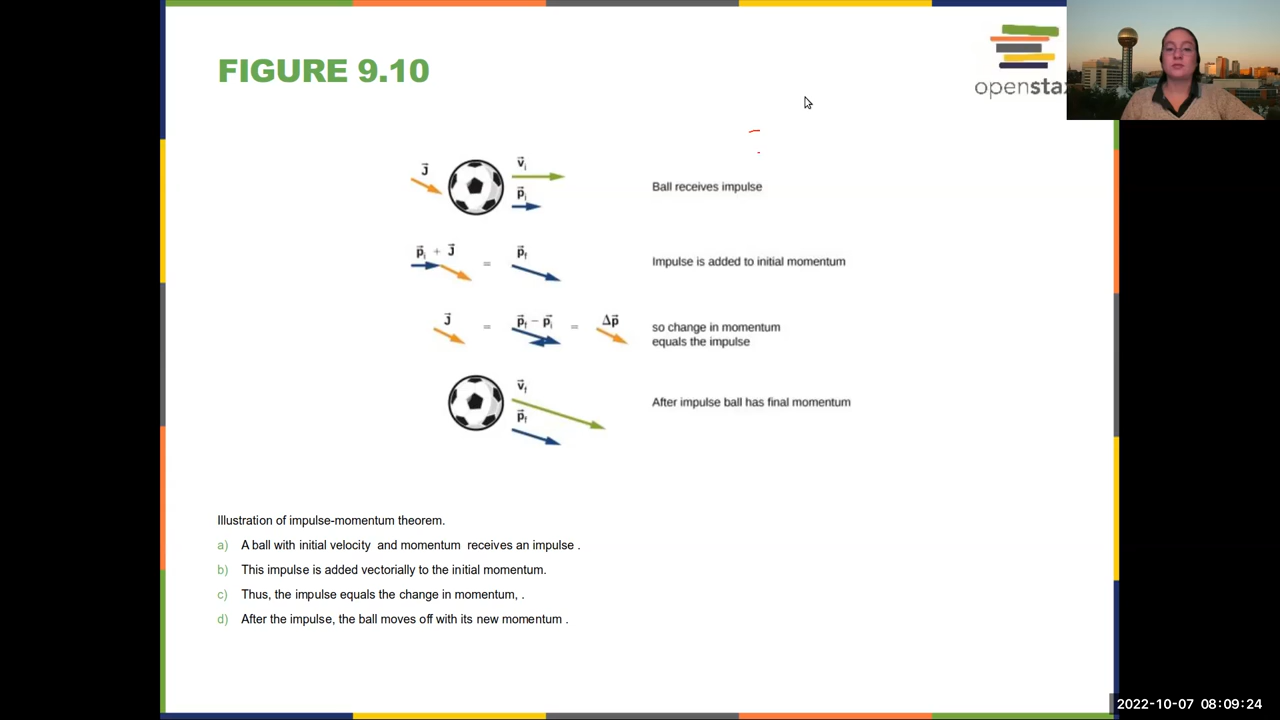 FIGURE 9.10
openstax
J⃗
v⃗i
p⃗i
Ball receives impulse
p⃗i + J⃗ = p⃗f
Impulse is added to initial momentum
J⃗ = p⃗f − p⃗i = Δp⃗
so change in momentum
equals the impulse
v⃗f
p⃗f
After impulse ball has final momentum
Illustration of impulse-momentum theorem.
a) A ball with initial velocity and momentum receives an impulse .
b) This impulse is added vectorially to the initial momentum.
c) Thus, the impulse equals the change in momentum, .
d) After the impulse, the ball moves off with its new momentum .
2022-10-07 08:09:24